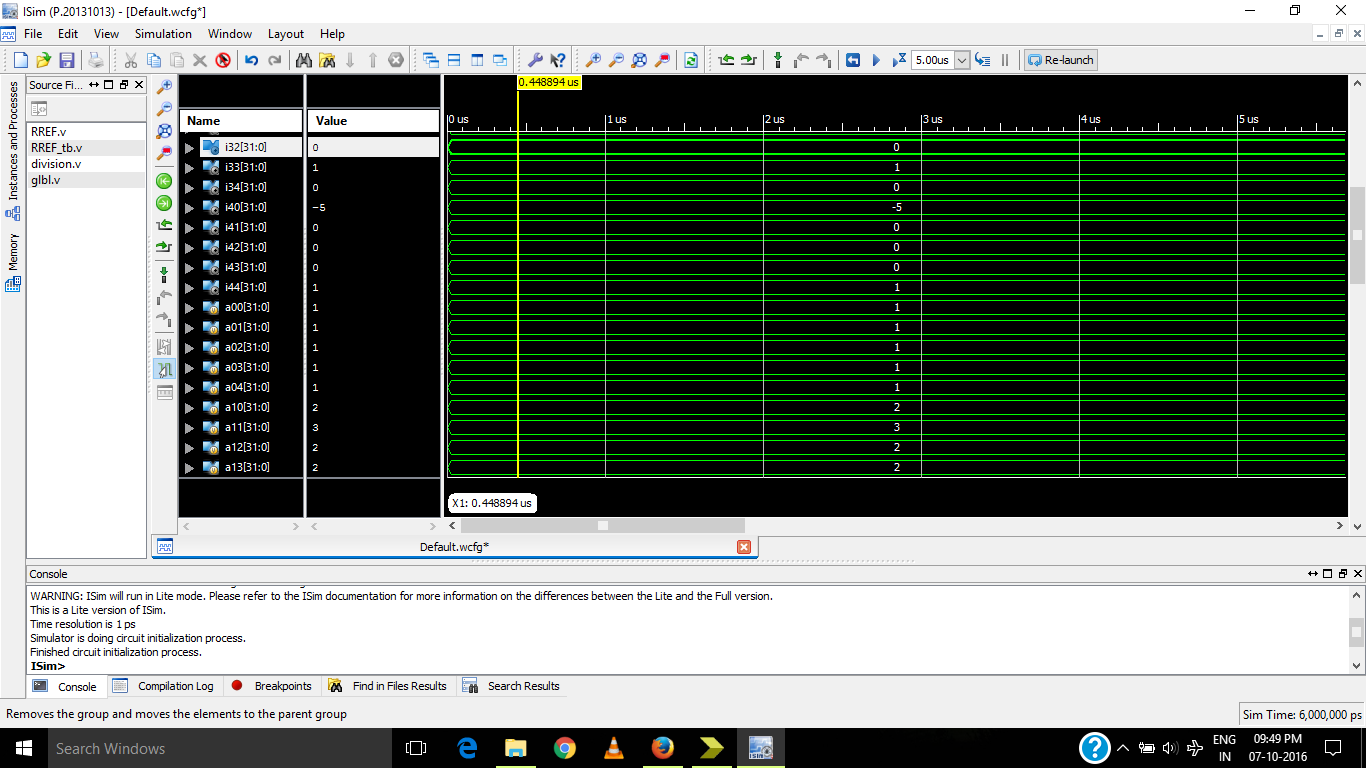 ISim (P.20131013) - [Default.wcfg*]
File Edit View Simulation Window Layout Help
5.00us Re-launch
Instances and Processes
Memory
Source Fi...
RREF.v
RREF_tb.v
division.v
glbl.v
0.448894 us
Name Value 0 us 1 us 2 us 3 us 4 us 5 us
i32[31:0] 0 0
i33[31:0] 1 1
i34[31:0] 0 0
i40[31:0] -5 -5
i41[31:0] 0 0
i42[31:0] 0 0
i43[31:0] 0 0
i44[31:0] 1 1
a00[31:0] 1 1
a01[31:0] 1 1
a02[31:0] 1 1
a03[31:0] 1 1
a04[31:0] 1 1
a10[31:0] 2 2
a11[31:0] 3 3
a12[31:0] 2 2
a13[31:0] 2 2
X1: 0.448894 us
Default.wcfg*
Console
WARNING: ISim will run in Lite mode. Please refer to the ISim documentation for more information on the differences between the Lite and the Full version.
This is a Lite version of ISim.
Time resolution is 1 ps
Simulator is doing circuit initialization process.
Finished circuit initialization process.
ISim>
Console Compilation Log Breakpoints Find in Files Results Search Results
Removes the group and moves the elements to the parent group Sim Time: 6,000,000 ps
Search Windows
ENG 09:49 PM
IN 07-10-2016